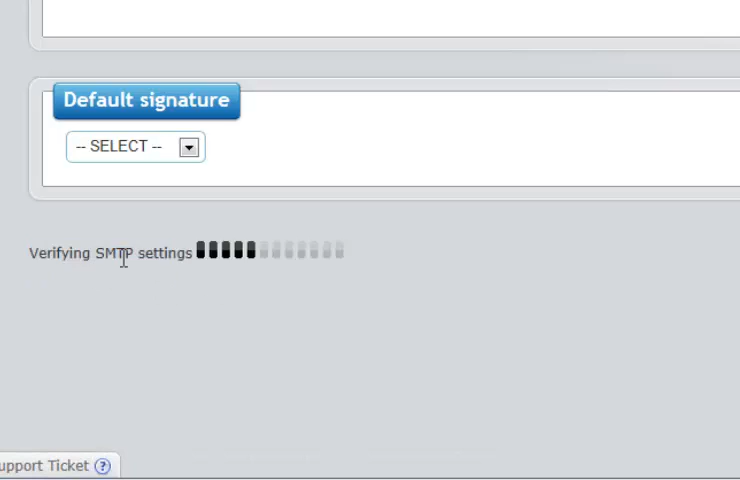 Default signature
-- SELECT --
Verifying SMTP settings
upport Ticket ?